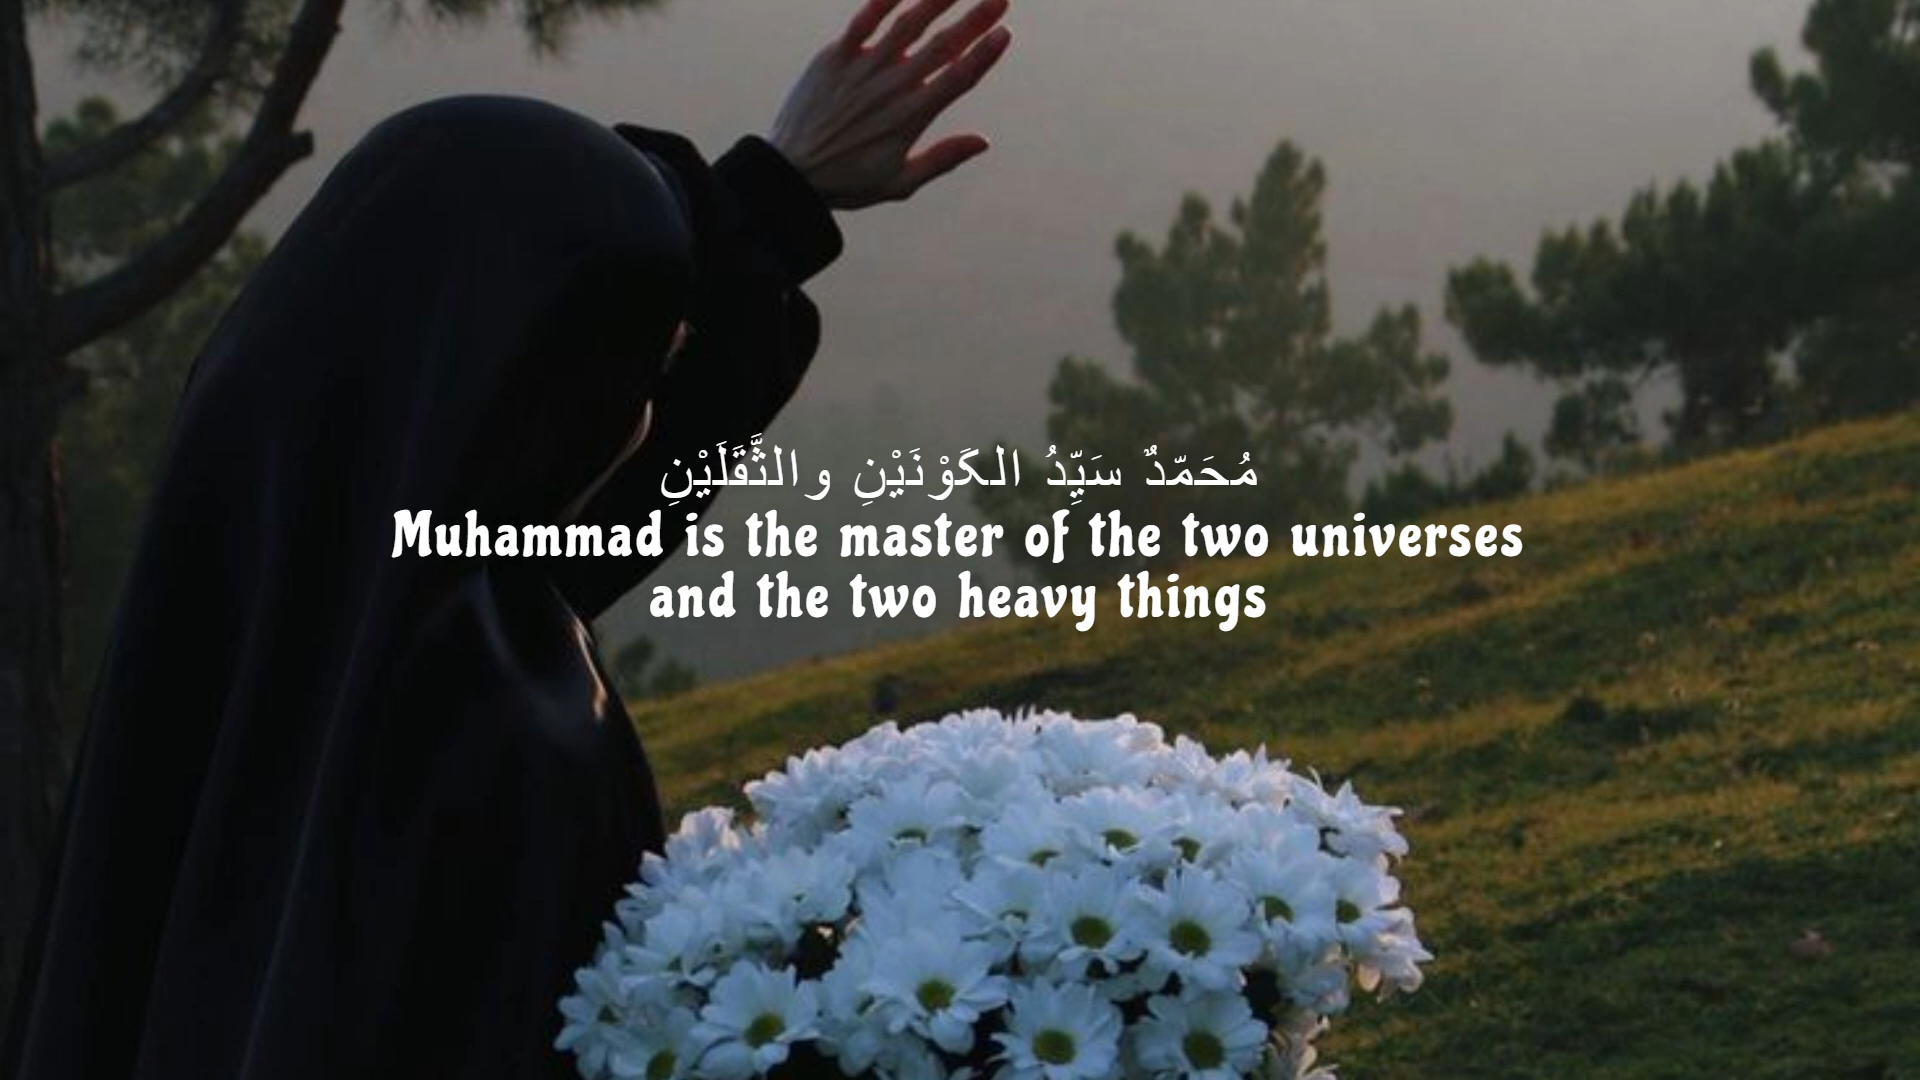 مُحَمّدٌ سَيِّدُ الكَوْنَيْنِ والثَّقَلَيْنِ
Muhammad is the master of the two universes
and the two heavy things